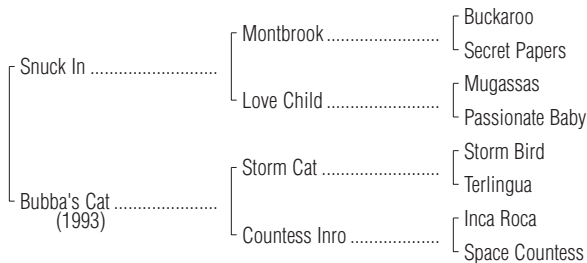 Buckaroo
Montbrook
Secret Papers
Snuck In
Mugassas
Love Child
Passionate Baby
Storm Bird
Storm Cat
Terlingua
Bubba's Cat
(1993)
Inca Roca
Countess Inro
Space Countess